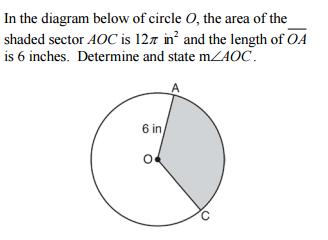 In the diagram below of circle O, the area of the
shaded sector AOC is 12π in² and the length of O̅A̅
is 6 inches. Determine and state m∠AOC.
A
6 in
O
C